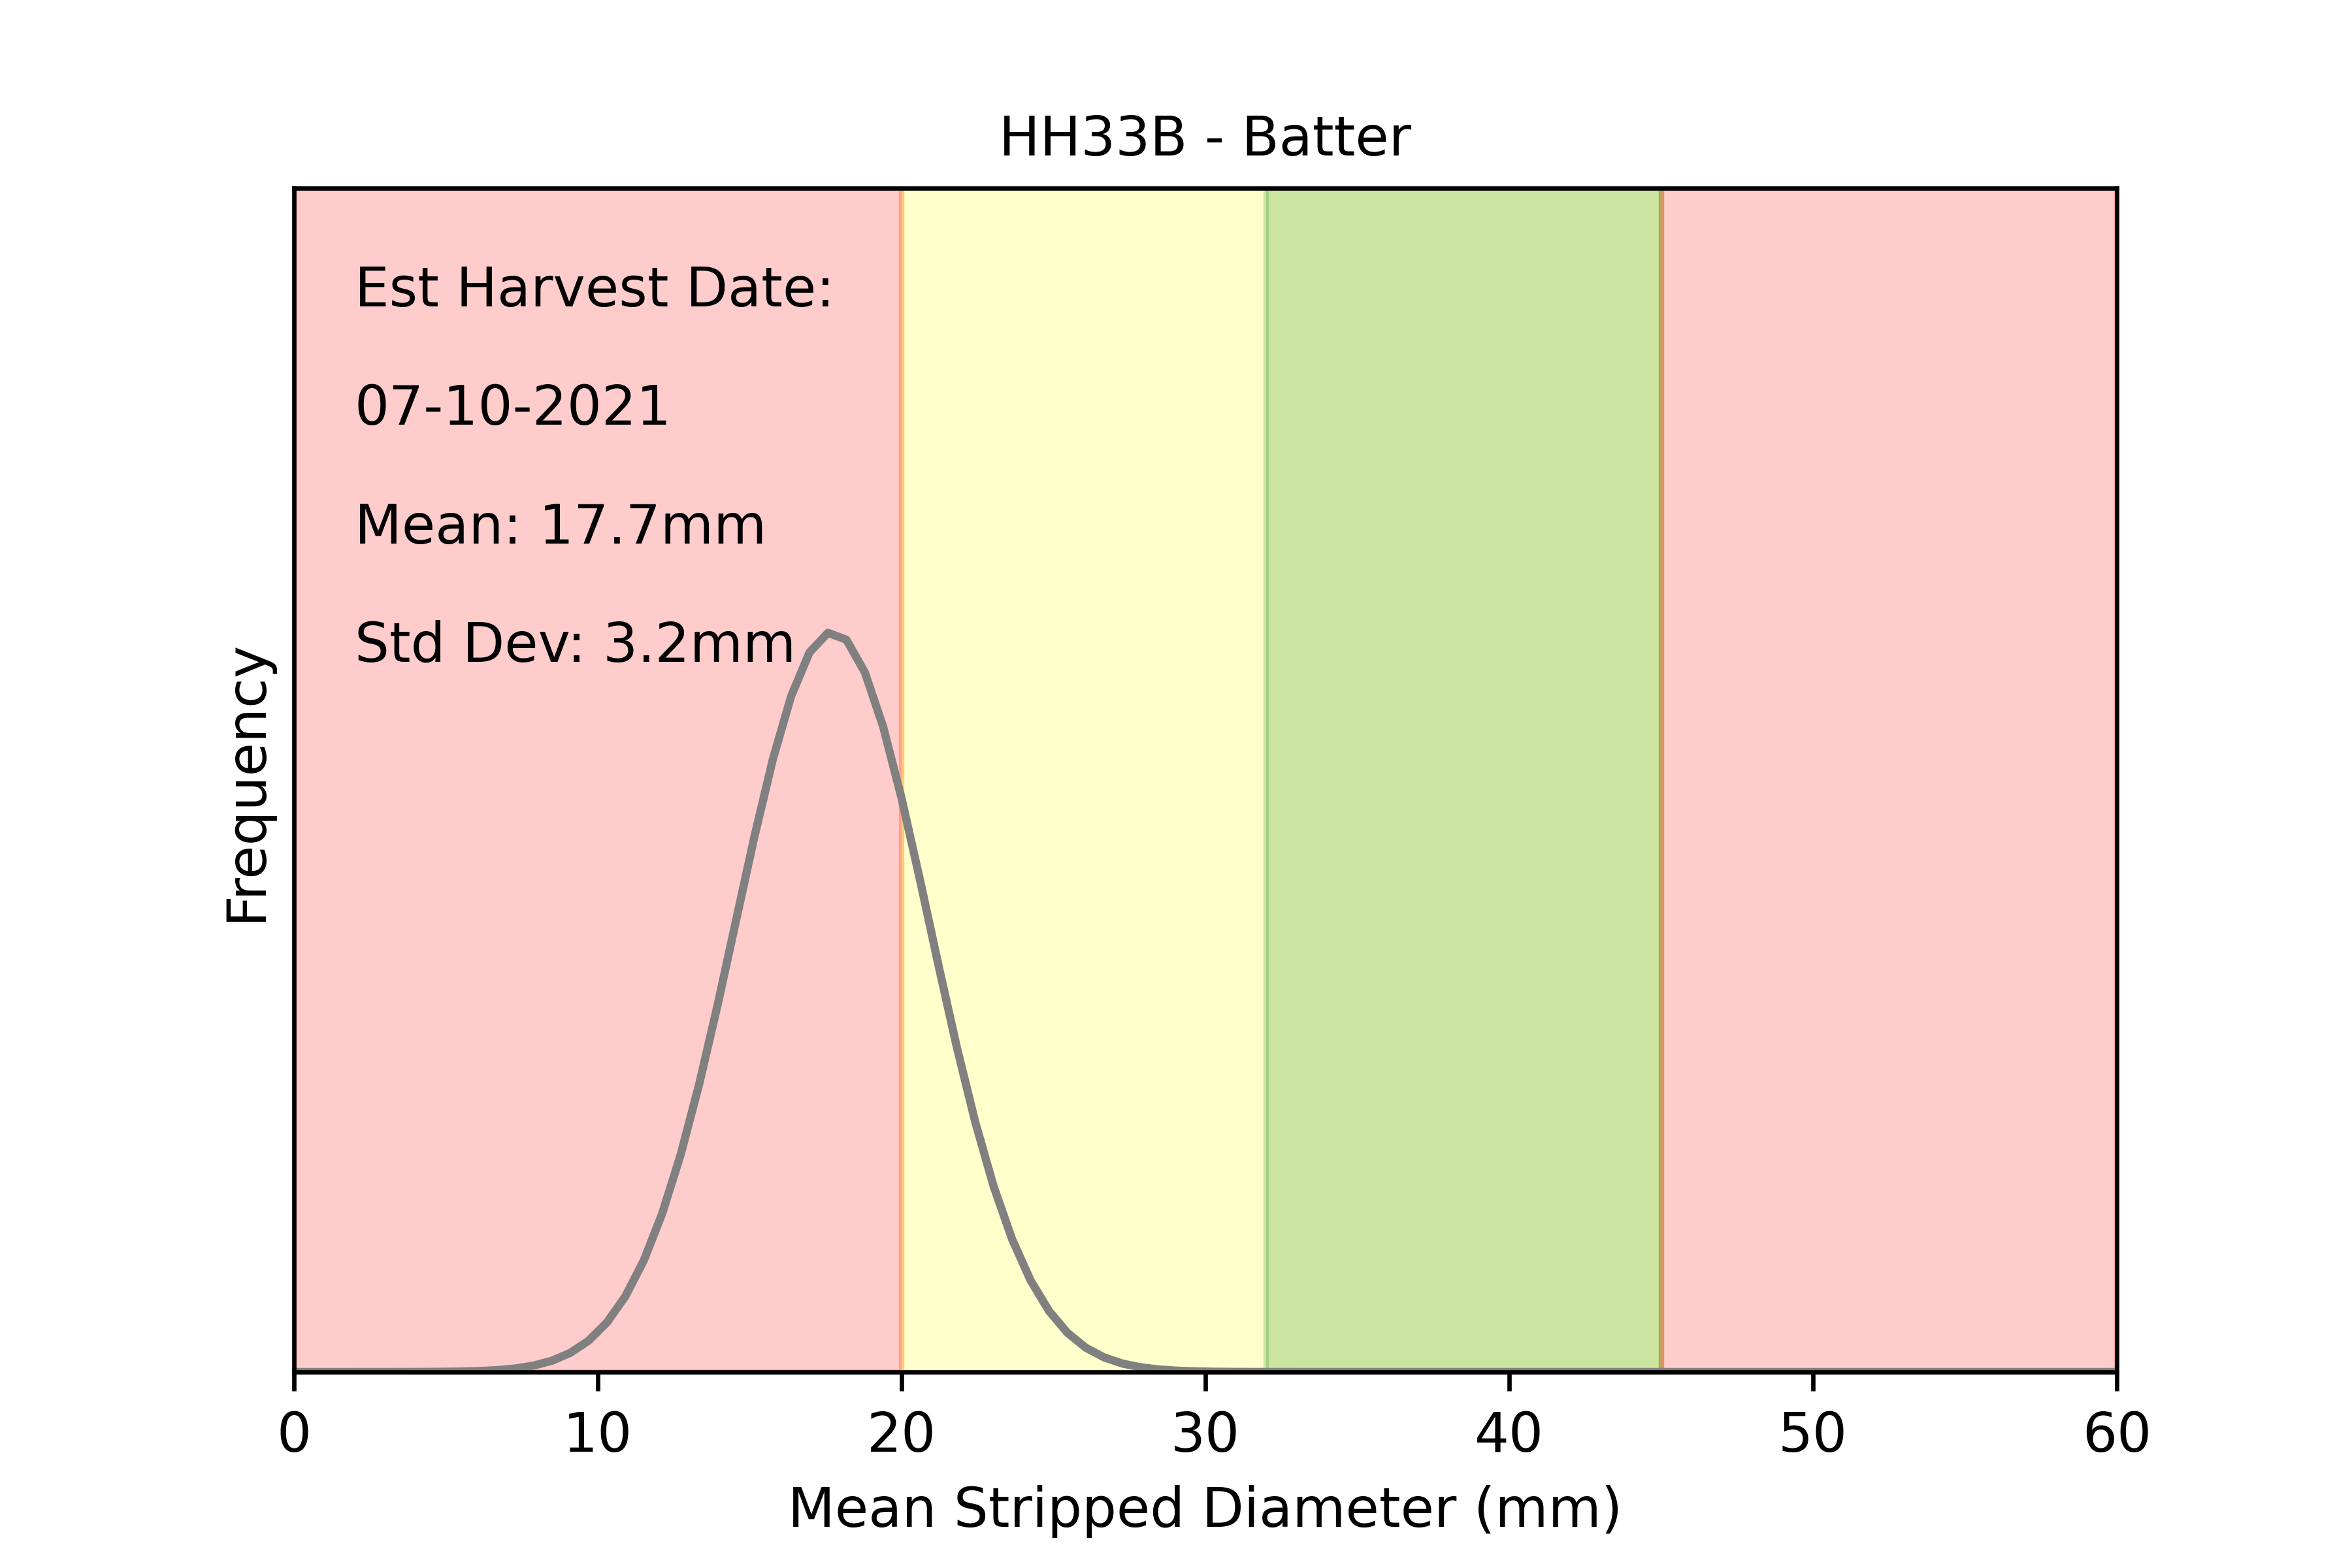 HH33B - Batter
Est Harvest Date:
07-10-2021
Mean: 17.7mm
Std Dev: 3.2mm
Frequency
0 10 20 30 40 50 60
Mean Stripped Diameter (mm)